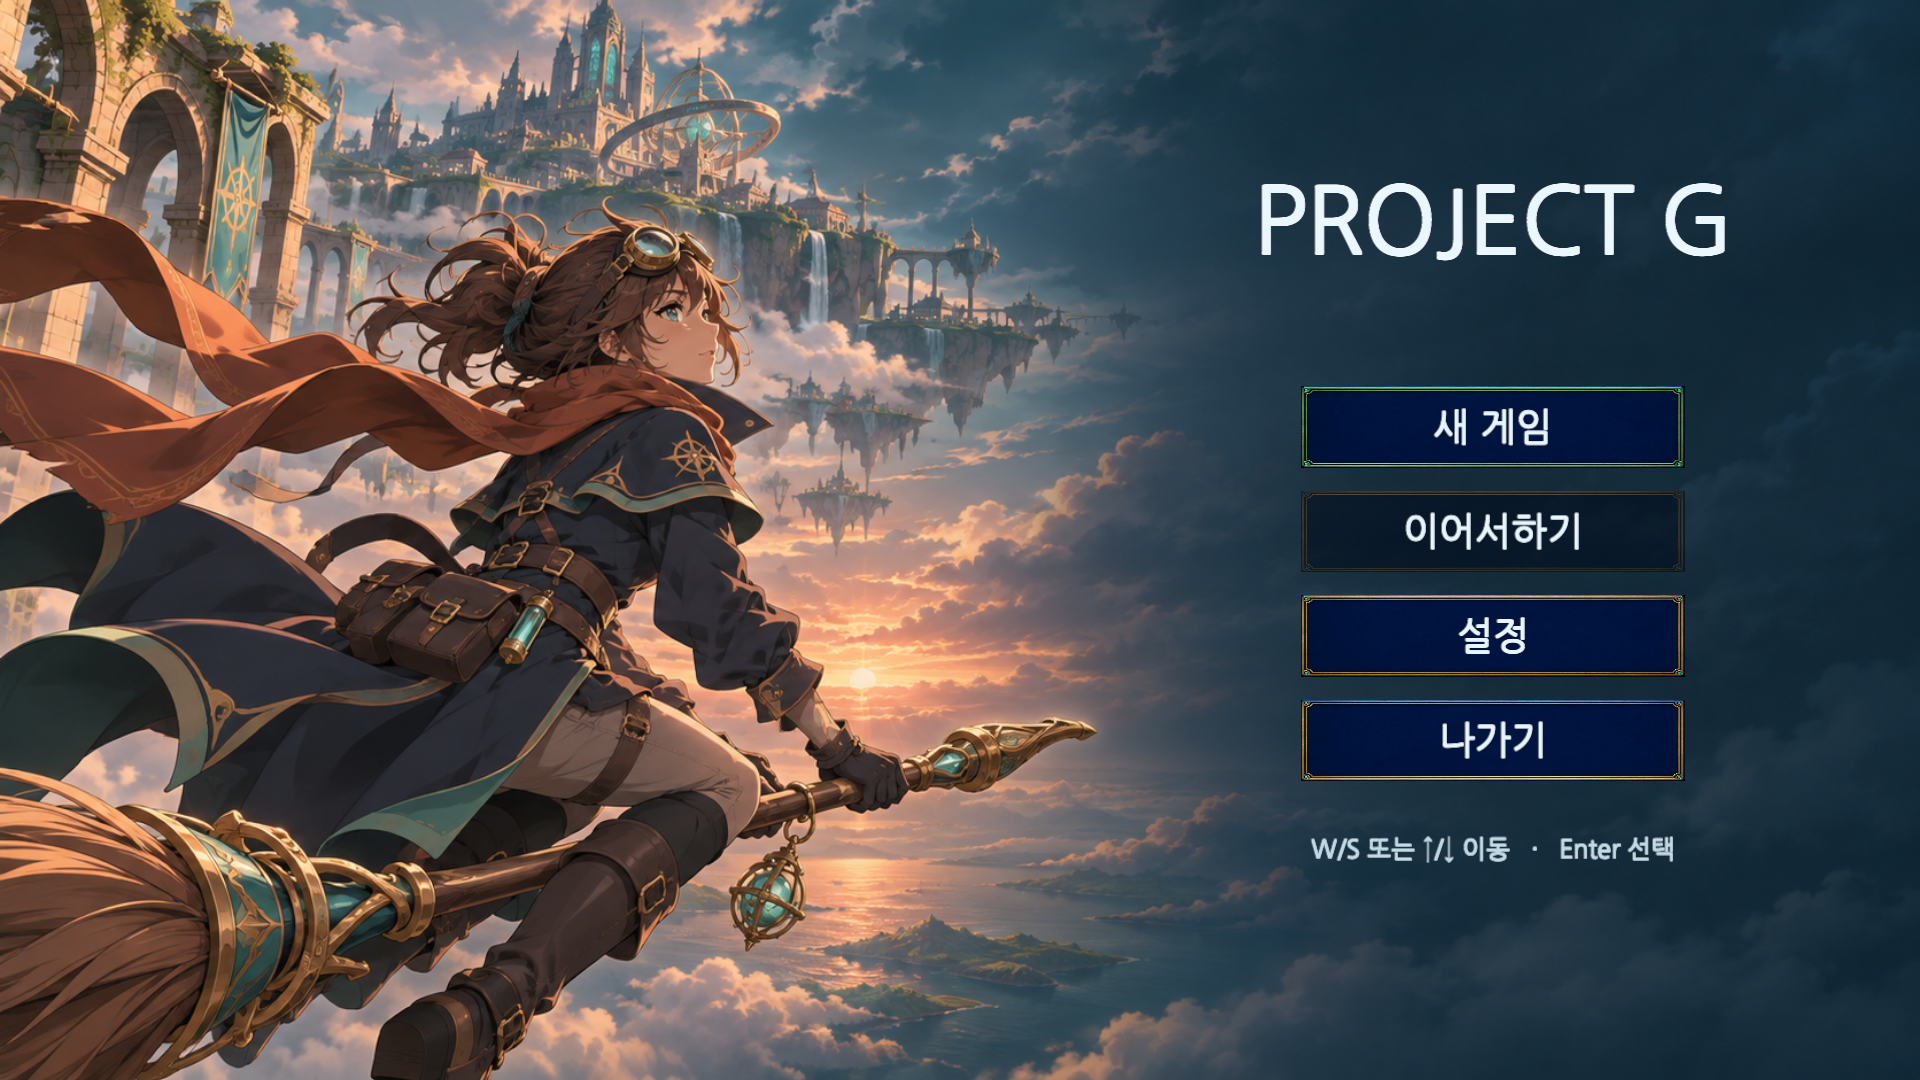 PROJECT G
새 게임
이어서하기
설정
나가기
W/S 또는 ↑/↓ 이동 · Enter 선택